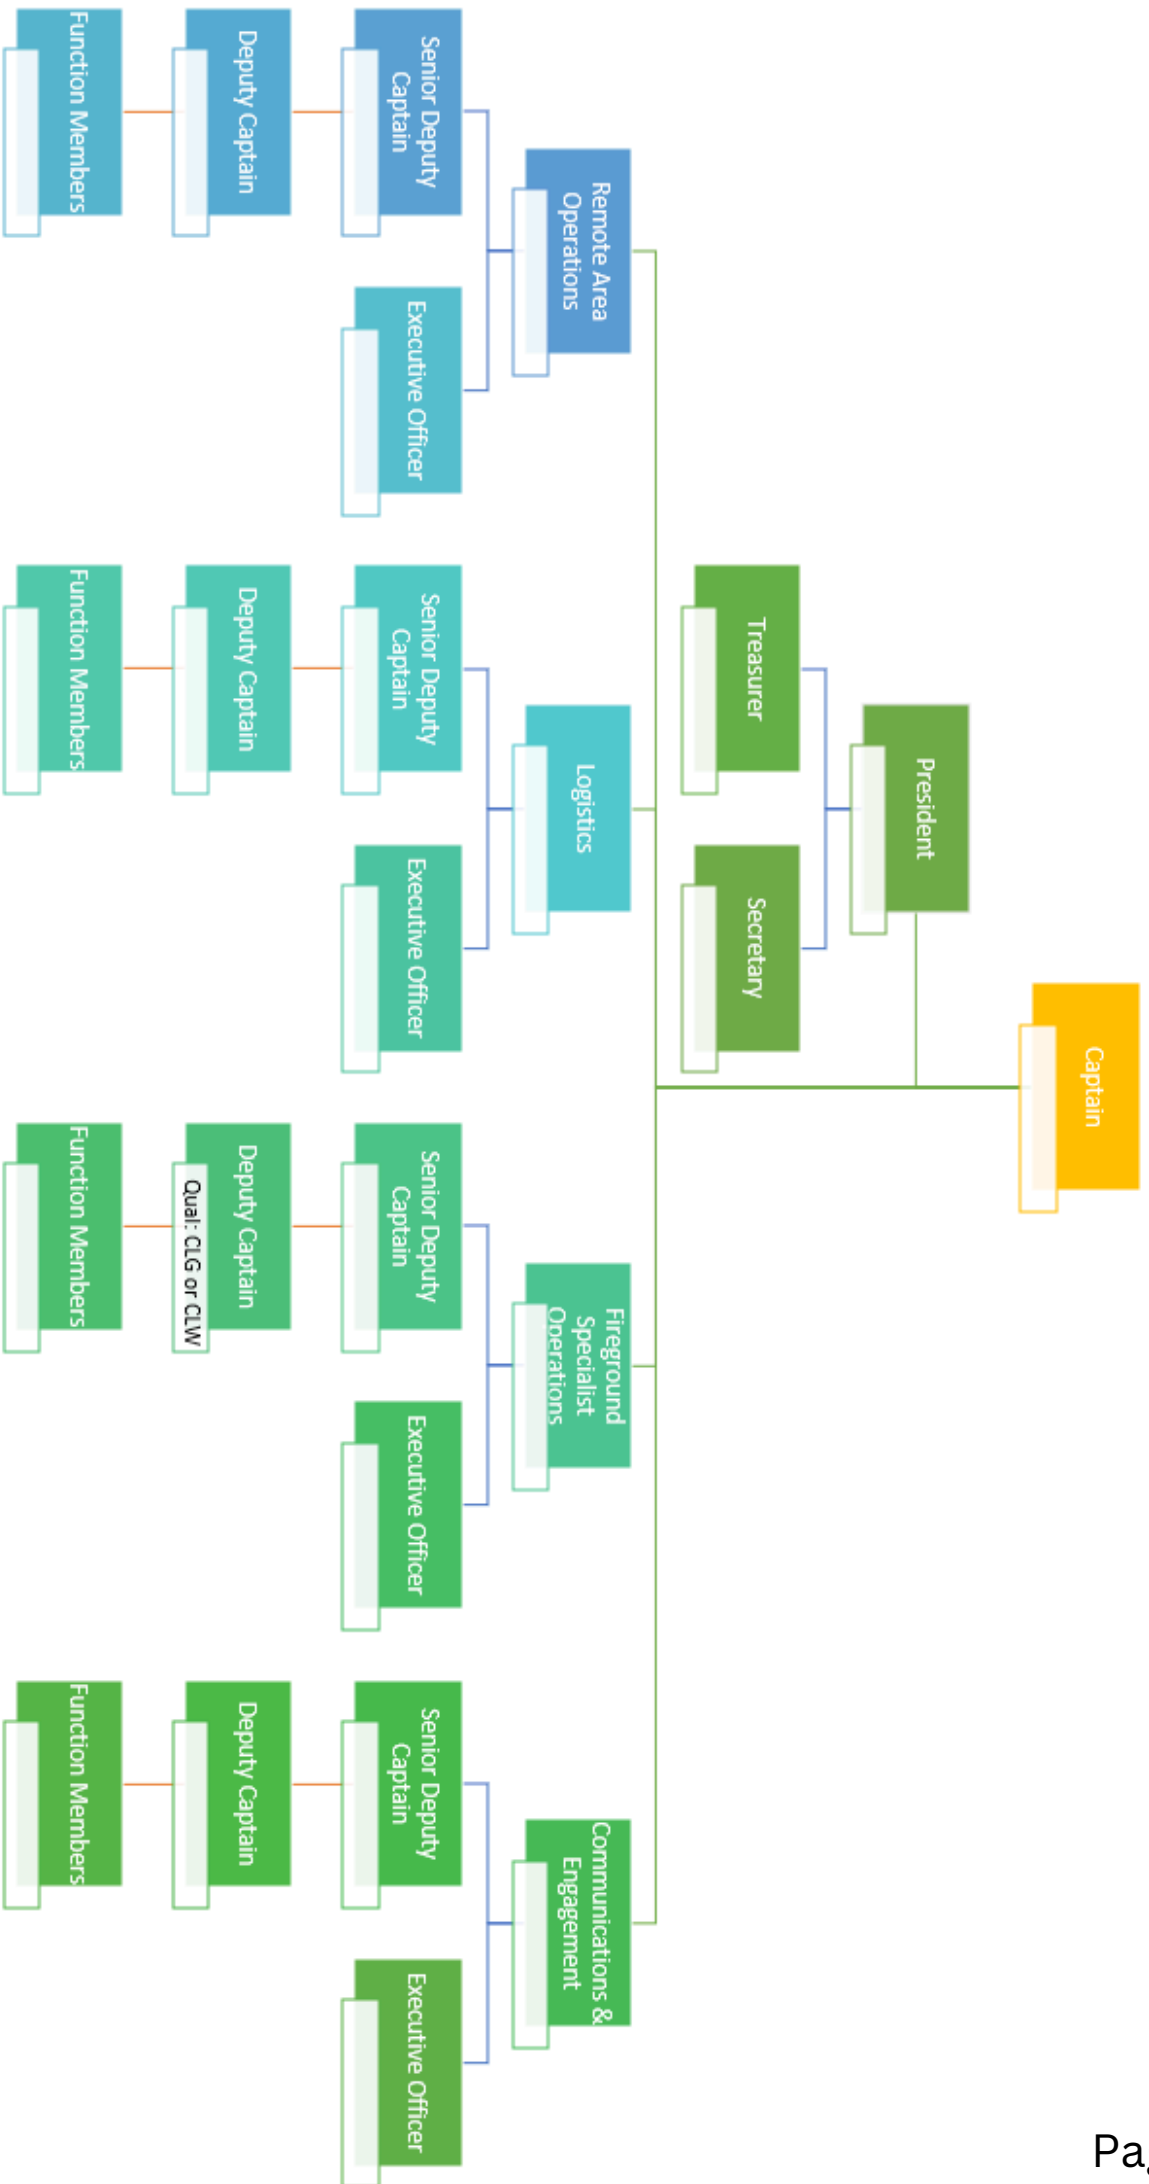 Captain
President
Treasurer
Secretary
Remote Area
Operations
Logistics
Fireground
Specialist
Operations
Communications &
Engagement
Senior Deputy
Captain
Executive Officer
Senior Deputy
Captain
Executive Officer
Senior Deputy
Captain
Executive Officer
Senior Deputy
Captain
Executive Officer
Deputy Captain
Deputy Captain
Deputy Captain
Qual: CLG or CLW
Deputy Captain
Function Members
Function Members
Function Members
Function Members